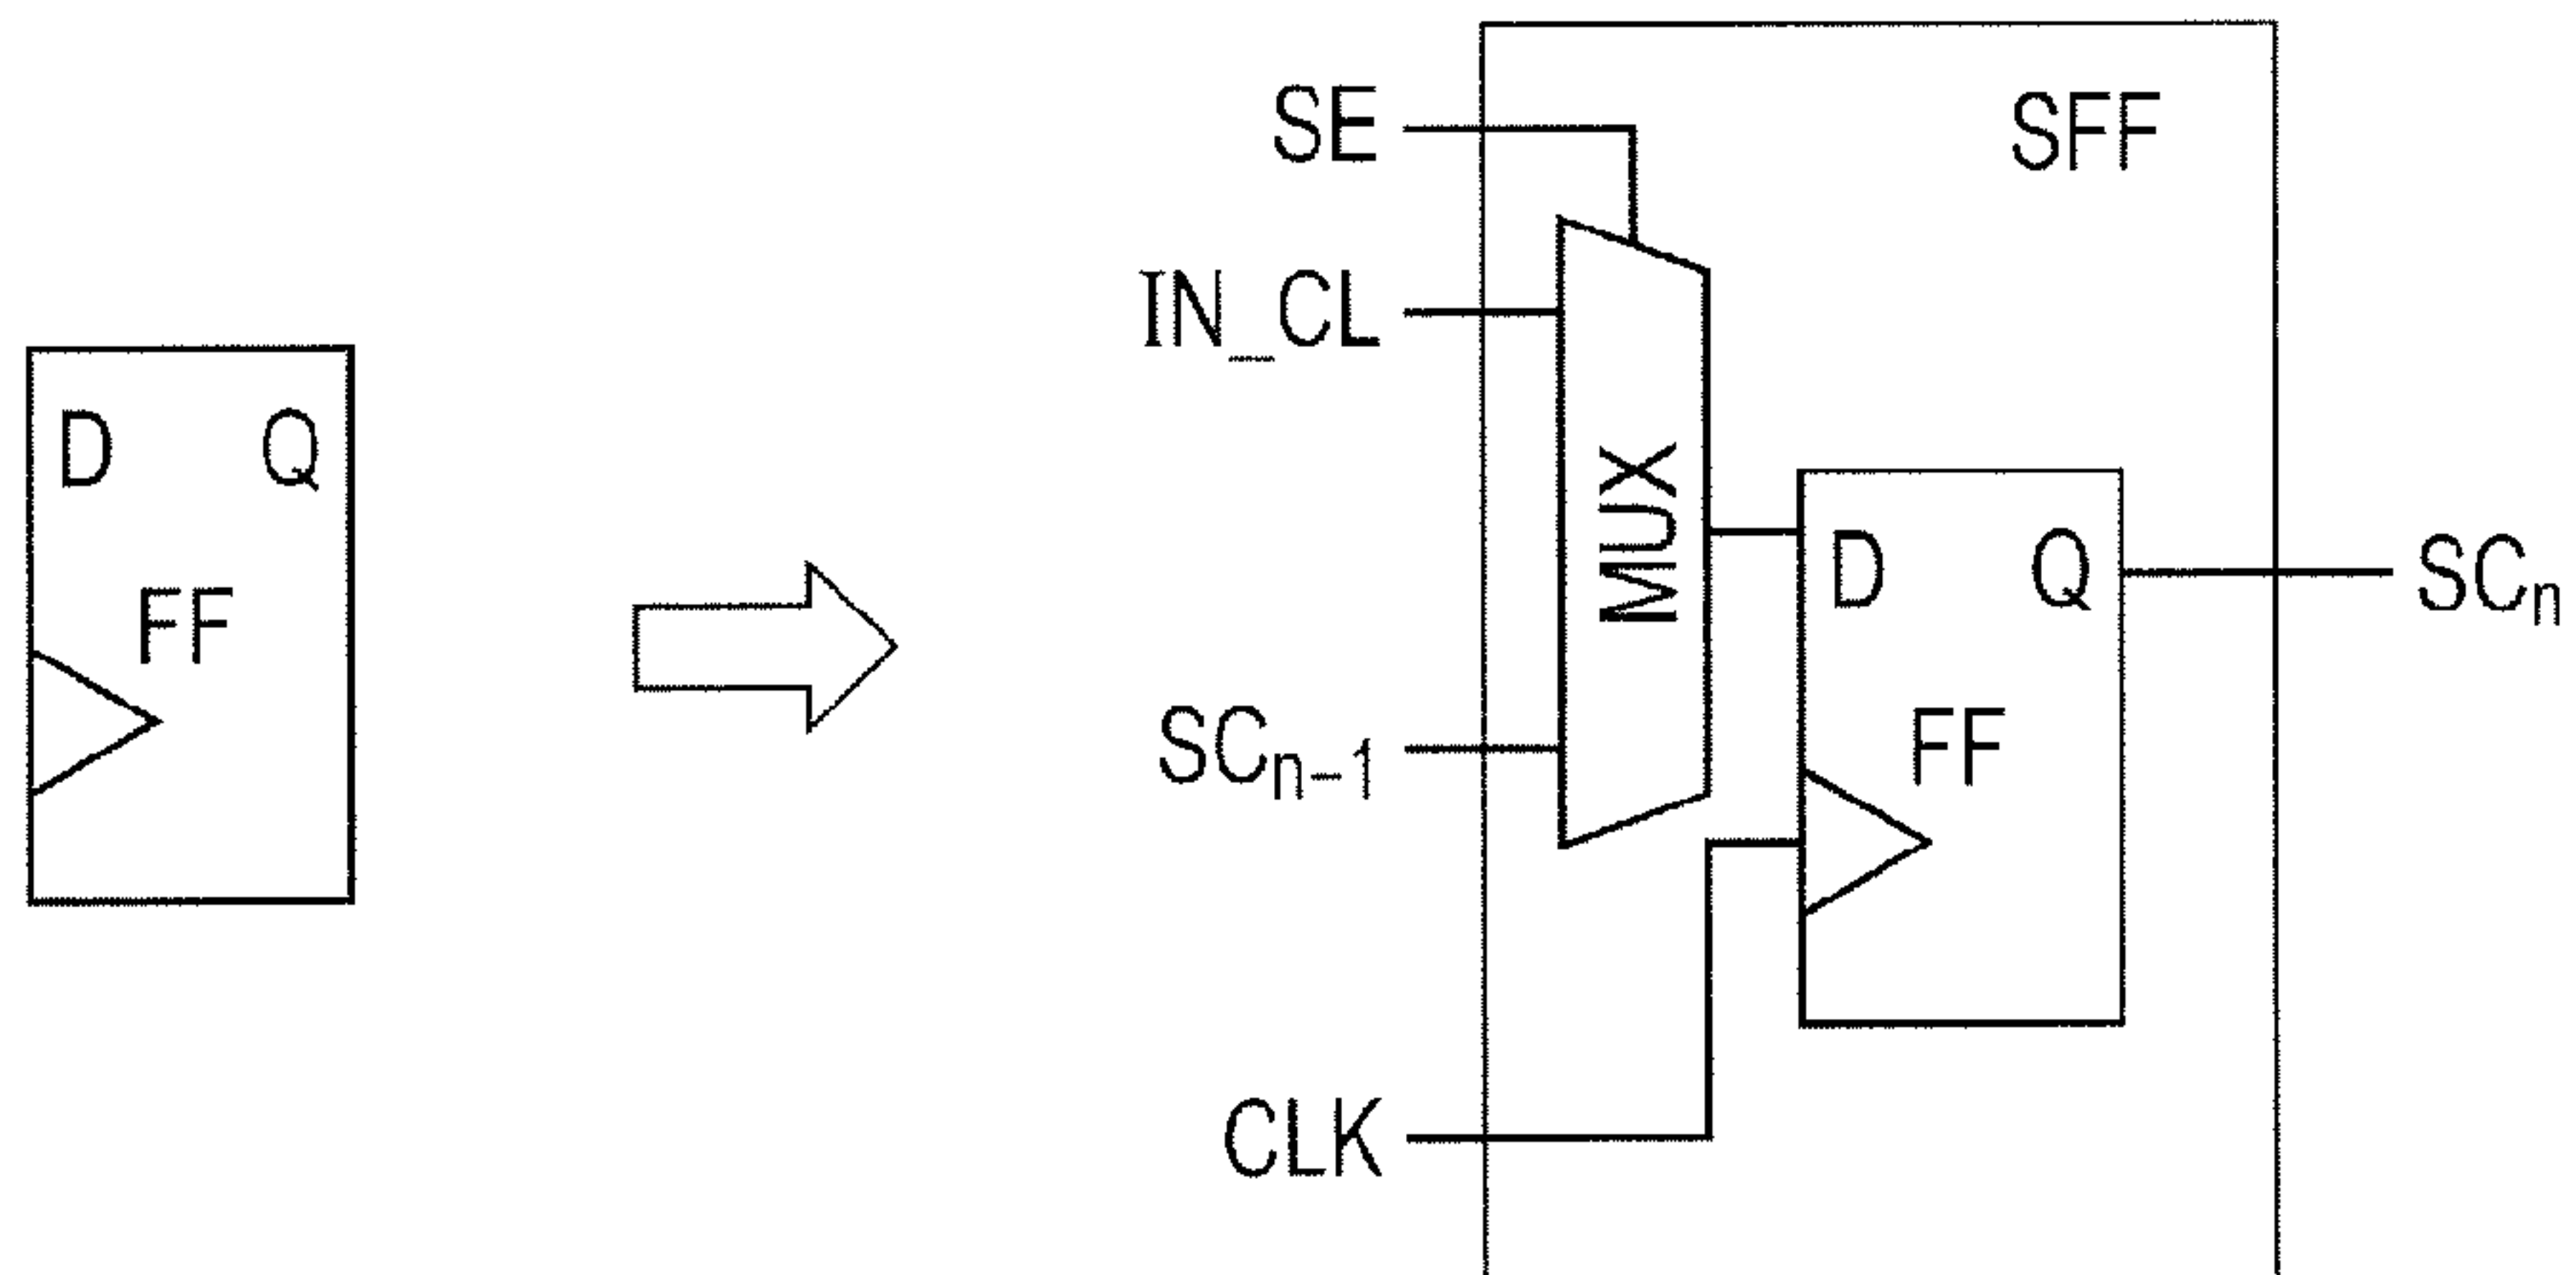 D Q
FF
SE
SFF
IN_CL
MUX
D Q
FF
SCn
SCn-1
CLK